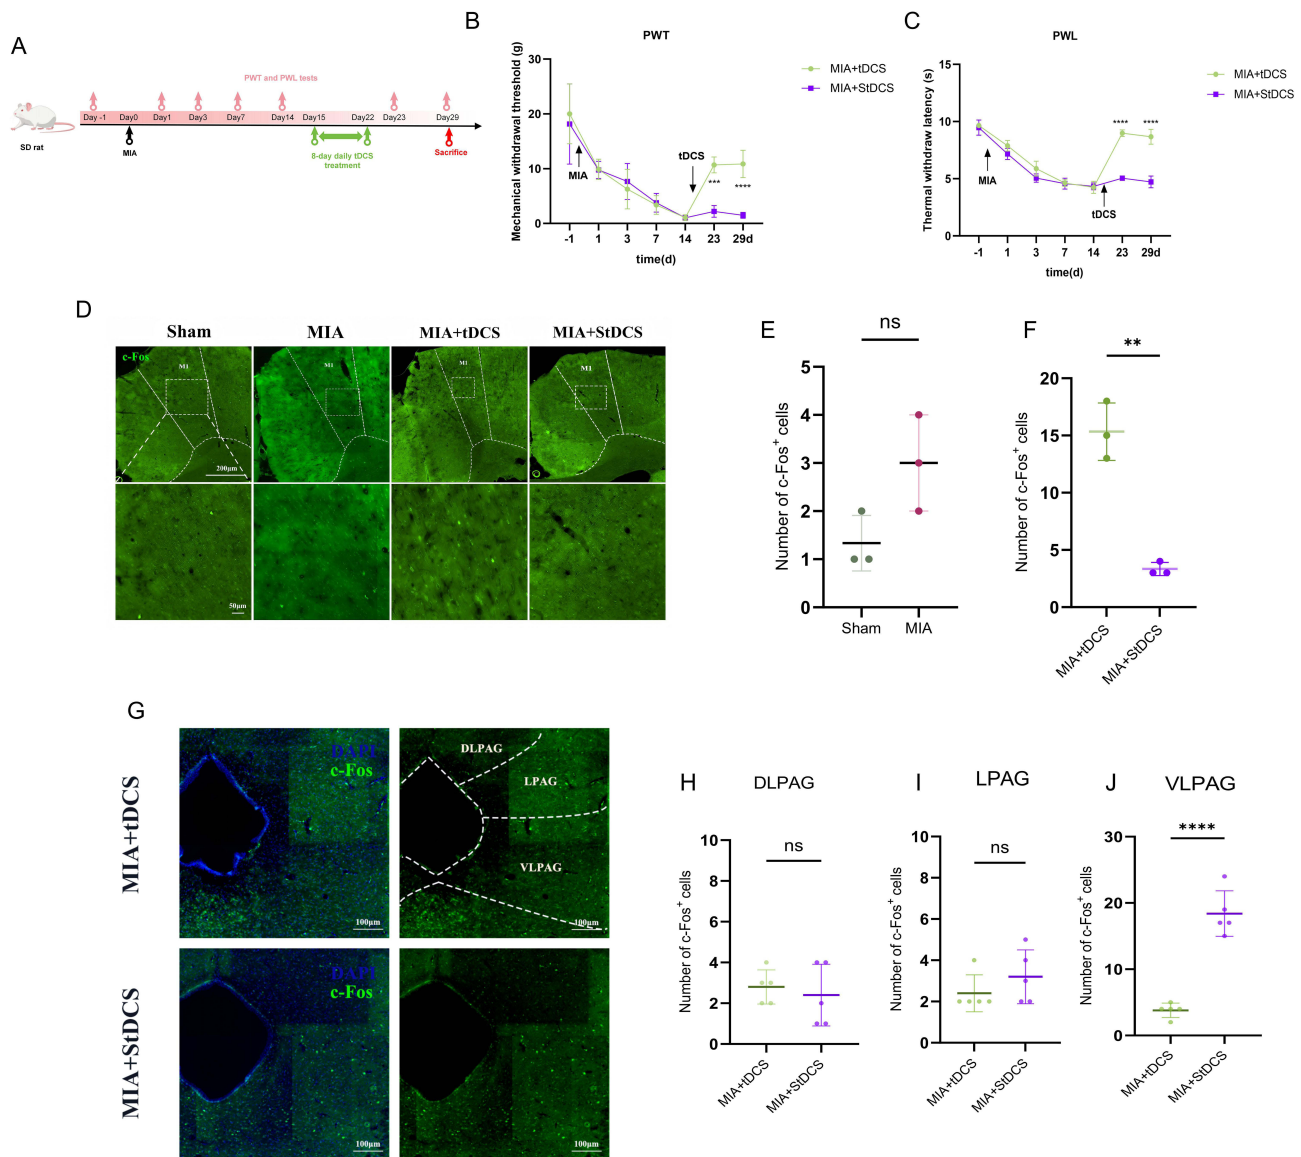 A
PWT and PWL tests
Day -1
Day0
Day1
Day3
Day7
Day14
Day15
Day22
Day23
Day29
SD rat
MIA
8-day daily tDCS
treatment
Sacrifice
B
PWT
Mechanical withdrawal threshold (g)
30
20
10
0
MIA
tDCS
***
****
-1
1
3
7
14
23
29d
time(d)
MIA+tDCS
MIA+StDCS
C
PWL
Thermal withdraw latency (s)
15
10
5
0
MIA
tDCS
****
****
-1
1
3
7
14
23
29d
time(d)
MIA+tDCS
MIA+StDCS
D
Sham
MIA
MIA+tDCS
MIA+StDCS
c-Fos
M1
M1
M1
M1
200μm
50μm
E
ns
Number of c-Fos+ cells
5
4
3
2
1
0
Sham
MIA
F
**
Number of c-Fos+ cells
20
15
10
5
0
MIA+tDCS
MIA+StDCS
G
MIA+tDCS
DAPI
c-Fos
100μm
DLPAG
LPAG
VLPAG
100μm
MIA+StDCS
DAPI
c-Fos
100μm
100μm
H
DLPAG
ns
Number of c-Fos+ cells
10
8
6
4
2
0
MIA+tDCS
MIA+StDCS
I
LPAG
ns
Number of c-Fos+ cells
10
8
6
4
2
0
MIA+tDCS
MIA+StDCS
J
VLPAG
****
Number of c-Fos+ cells
30
20
10
0
MIA+tDCS
MIA+StDCS